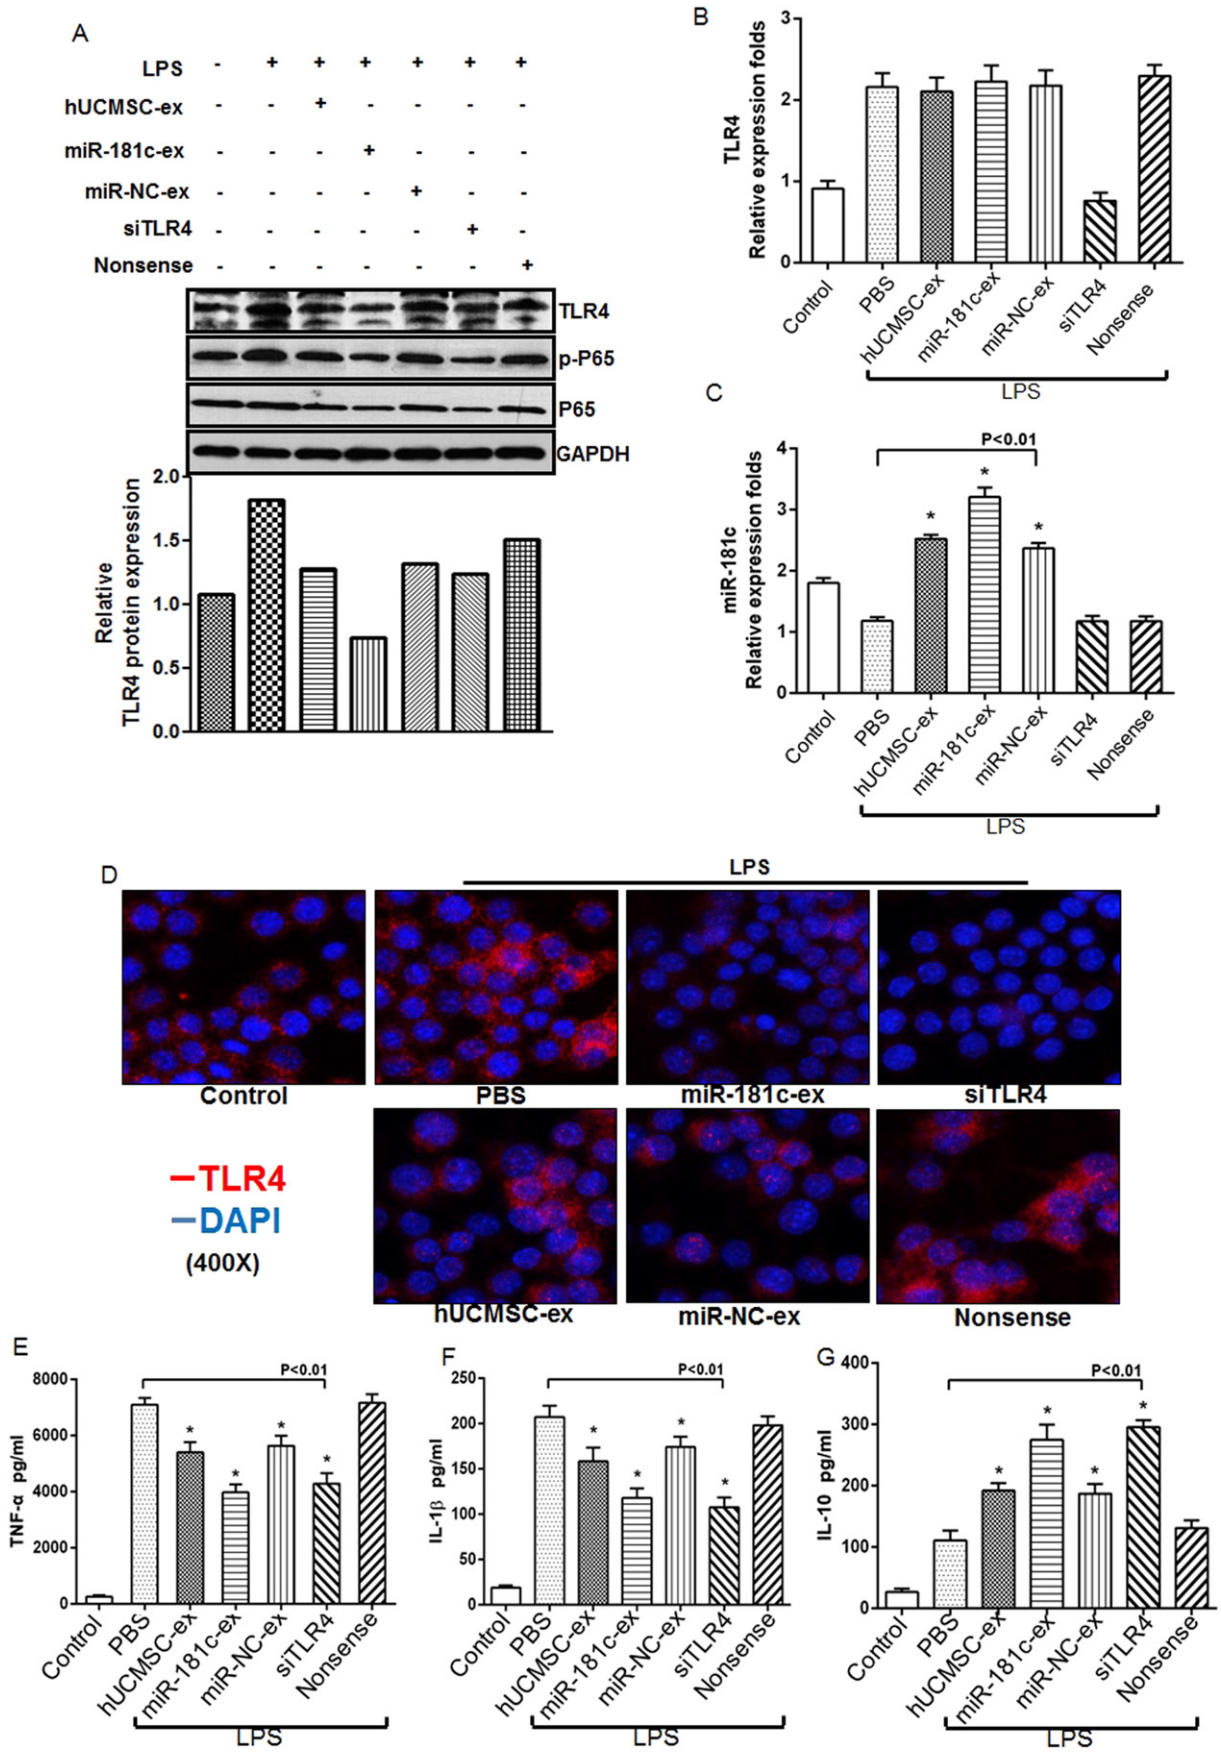 A
LPS - + + + + + +
hUCMSC-ex - - + - - - -
miR-181c-ex - - - + - - -
miR-NC-ex - - - - + - -
siTLR4 - - - - - + -
Nonsense - - - - - - +
TLR4
p-P65
P65
GAPDH
Relative
TLR4 protein expression
2.0
1.5
1.0
0.5
0.0
B
TLR4
Relative expression folds
3
2
1
0
Control
PBS
hUCMSC-ex
miR-181c-ex
miR-NC-ex
siTLR4
Nonsense
LPS
C
miR-181c
Relative expression folds
4
3
2
1
0
P<0.01
*
*
*
Control
PBS
hUCMSC-ex
miR-181c-ex
miR-NC-ex
siTLR4
Nonsense
LPS
D
LPS
Control
PBS
miR-181c-ex
siTLR4
TLR4
DAPI
(400X)
hUCMSC-ex
miR-NC-ex
Nonsense
E
TNF-α pg/ml
8000
6000
4000
2000
0
P<0.01
*
*
*
*
Control
PBS
hUCMSC-ex
miR-181c-ex
miR-NC-ex
siTLR4
Nonsense
LPS
F
IL-1β pg/ml
250
200
150
100
50
0
P<0.01
*
*
*
*
Control
PBS
hUCMSC-ex
miR-181c-ex
miR-NC-ex
siTLR4
Nonsense
LPS
G
IL-10 pg/ml
400
300
200
100
0
P<0.01
*
*
*
*
Control
PBS
hUCMSC-ex
miR-181c-ex
miR-NC-ex
siTLR4
Nonsense
LPS